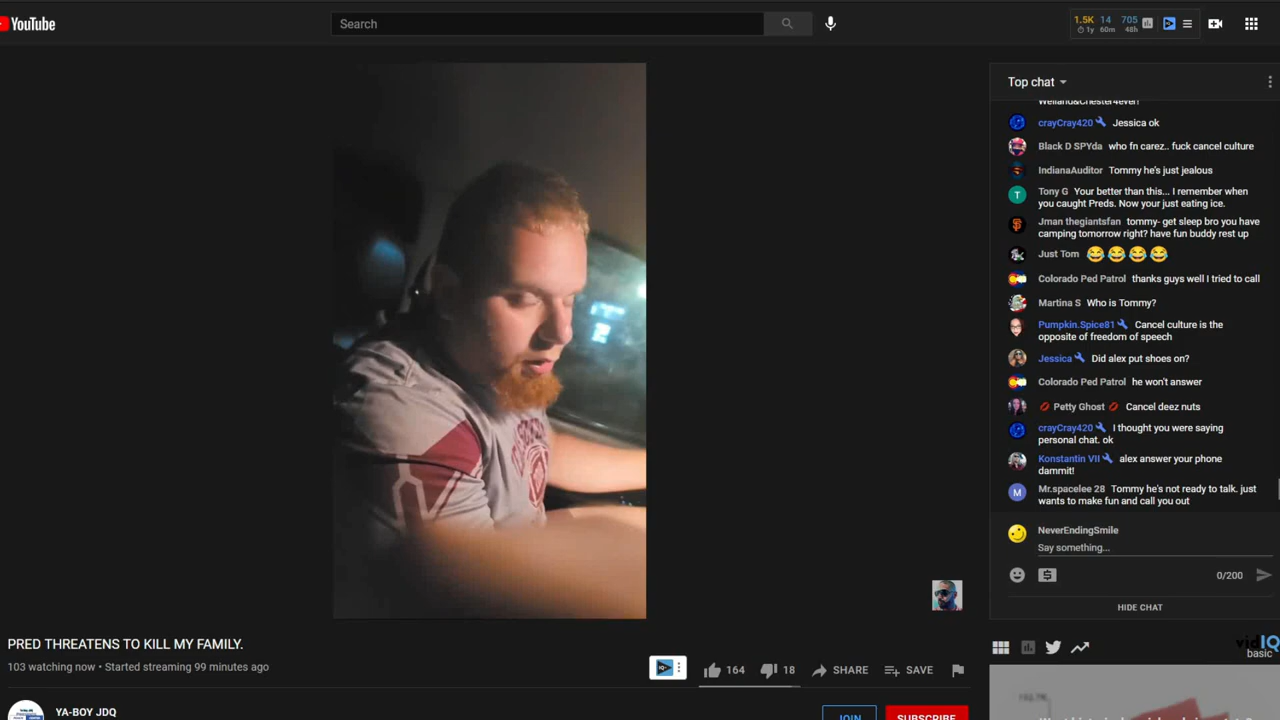 YouTube
Search
1.5K 14 705
1y 60m 48h
Top chat
Welland&Chester4ever!
crayCray420 Jessica ok
Black D SPYda who fn carez.. fuck cancel culture
IndianaAuditor Tommy he's just jealous
Tony G Your better than this... I remember when
you caught Preds. Now your just eating ice.
Jman thegiantsfan tommy- get sleep bro you have
camping tomorrow right? have fun buddy rest up
Just Tom 😂😂😂😂
Colorado Ped Patrol thanks guys well I tried to call
Martina S Who is Tommy?
Pumpkin.Spice81 Cancel culture is the
opposite of freedom of speech
Jessica Did alex put shoes on?
Colorado Ped Patrol he won't answer
💋 Petty Ghost 💋 Cancel deez nuts
crayCray420 I thought you were saying
personal chat. ok
Konstantin VII alex answer your phone
dammit!
Mr.spacelee 28 Tommy he's not ready to talk. just
wants to make fun and call you out
NeverEndingSmile
Say something...
0/200
HIDE CHAT
PRED THREATENS TO KILL MY FAMILY.
103 watching now • Started streaming 99 minutes ago
164 18 SHARE SAVE
vidIQ
basic
YA-BOY JDQ
JOIN SUBSCRIBE